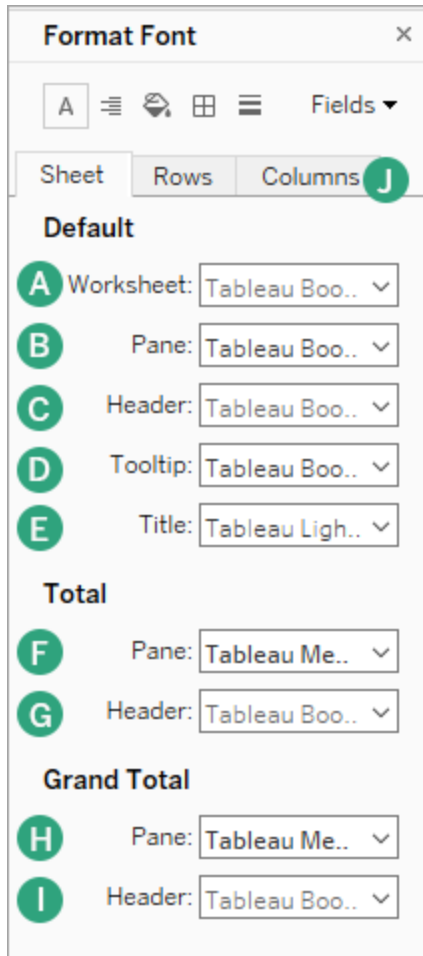 Format Font ×
A Fields
Sheet Rows Columns J
Default
A Worksheet: Tableau Boo..
B Pane: Tableau Boo..
C Header: Tableau Boo..
D Tooltip: Tableau Boo..
E Title: Tableau Ligh..
Total
F Pane: Tableau Me..
G Header: Tableau Boo..
Grand Total
H Pane: Tableau Me..
I Header: Tableau Boo..